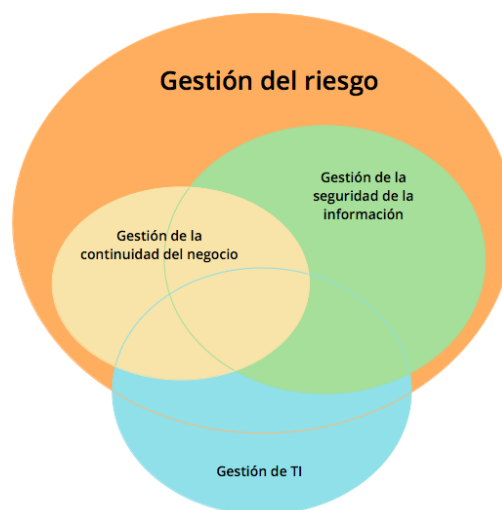 Gestión del riesgo
Gestión de la
seguridad de la
información
Gestión de la
continuidad del negocio
Gestión de TI